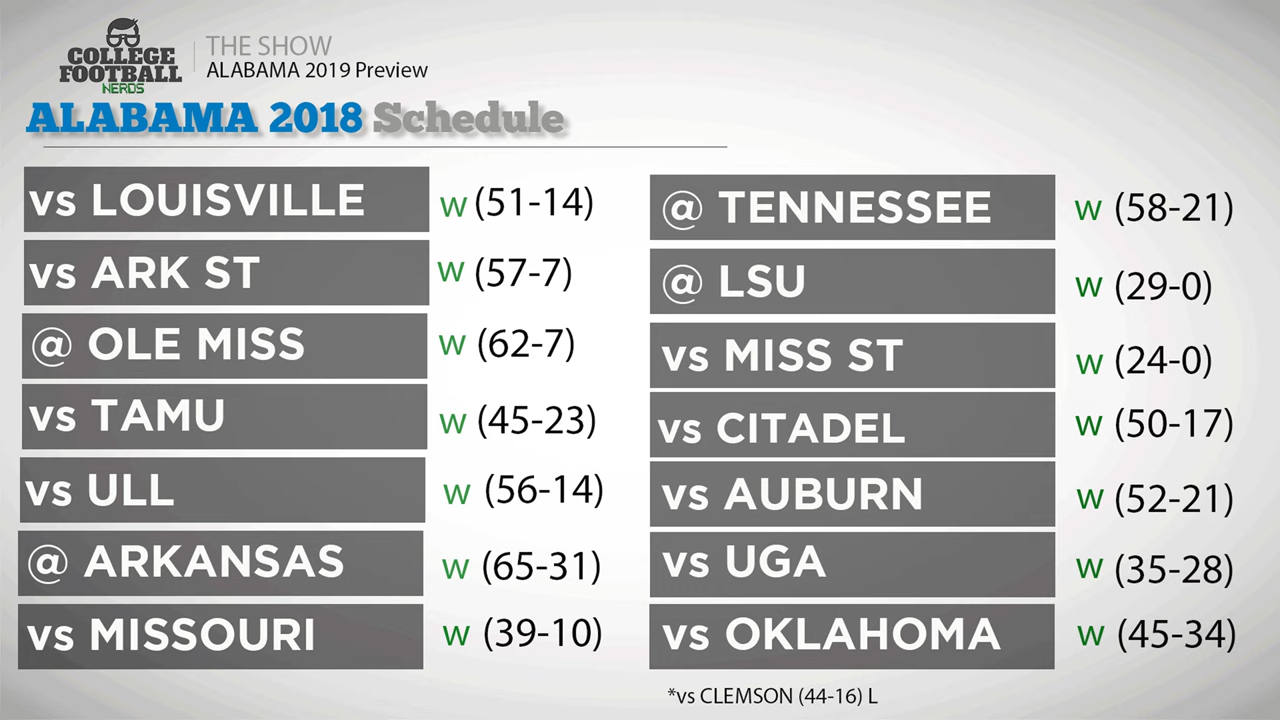 COLLEGE
FOOTBALL
NERDS
THE SHOW
ALABAMA 2019 Preview
ALABAMA 2018 Schedule
vs LOUISVILLE w (51-14)
vs ARK ST w (57-7)
@ OLE MISS w (62-7)
vs TAMU w (45-23)
vs ULL w (56-14)
@ ARKANSAS w (65-31)
vs MISSOURI w (39-10)
@ TENNESSEE w (58-21)
@ LSU w (29-0)
vs MISS ST w (24-0)
vs CITADEL w (50-17)
vs AUBURN w (52-21)
vs UGA w (35-28)
vs OKLAHOMA w (45-34)
*vs CLEMSON (44-16) L